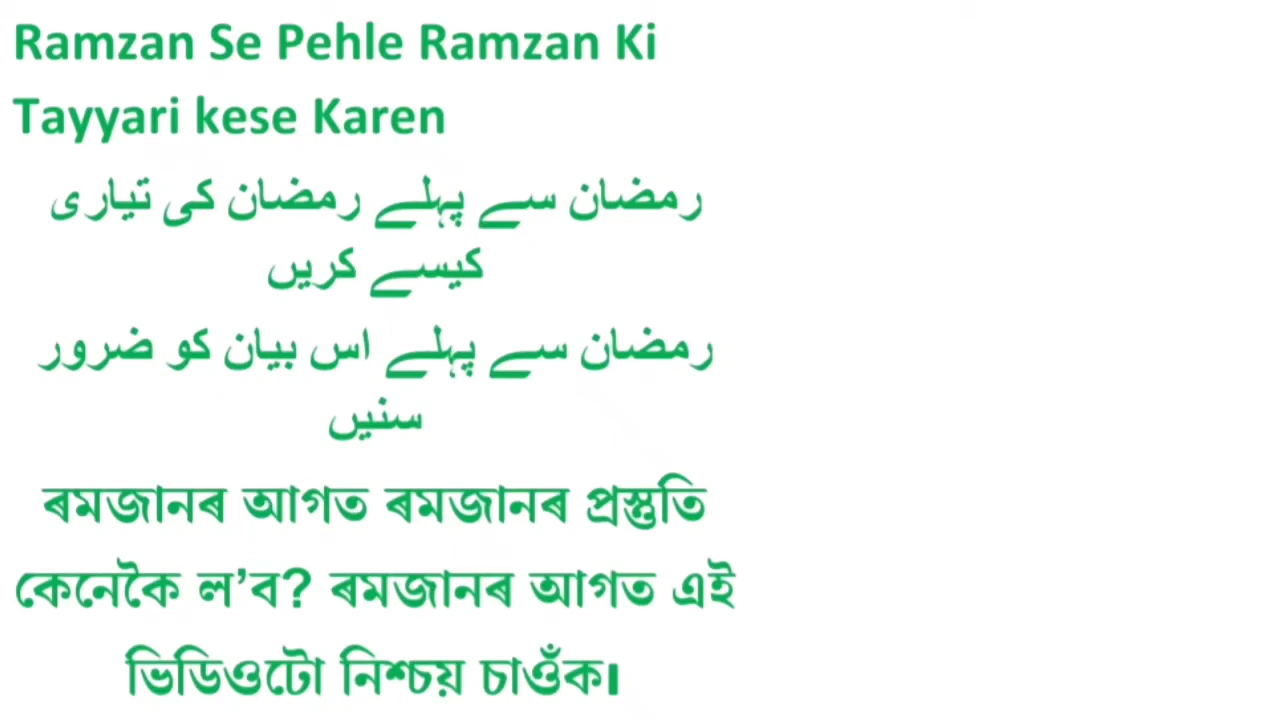 Ramzan Se Pehle Ramzan Ki
Tayyari kese Karen
رمضان سے پہلے رمضان کی تیاری
کیسے کریں
رمضان سے پہلے اس بیان کو ضرور
سنیں
ৰমজানৰ আগত ৰমজানৰ প্ৰস্তুতি
কেনেকৈ ল’ব? ৰমজানৰ আগত এই
ভিডিওটো নিশ্চয় চাওঁক।